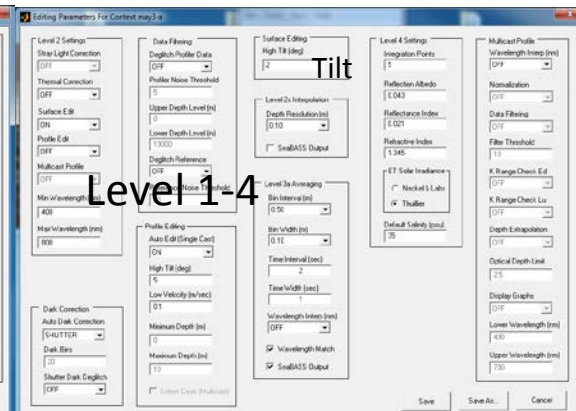 Editing Parameters For Context may3-a
Level 2 Settings
Stray Light Correction
OFF
Thermal Correction
OFF
Surface Edit
ON
Profile Edit
OFF
Multicast Profile
OFF
Min Wavelength (nm)
400
Max Wavelength (nm)
800
Dark Correction
Auto Dark Correction
SHUTTER
Dark Bins
20
Shutter Dark Deglitch
OFF
Data Filtering
Deglitch Profiler Data
OFF
Profiler Noise Threshold
5
Upper Depth Level (m)
0
Lower Depth Level (m)
Deglitch Reference
OFF
Noise Threshold
Level 1-4
Profile Editing
Auto Edit (Single Cast)
ON
High Tilt (deg)
5
Low Velocity (m/sec)
0.1
Minimum Depth (m)
0
Maximum Depth (m)
10
Select Casts (Multicast)
Surface Editing
High Tilt (deg)
2
Tilt
Level 2s Interpolation
Depth Resolution (m)
0.10
SeaBASS Output
Level 3a Averaging
Bin Interval (m)
0.50
Bin Width (m)
0.10
Time Interval (sec)
2
Time Width (sec)
1
Wavelength Interp (nm)
OFF
Wavelength Match
SeaBASS Output
Level 4 Settings
Integration Points
5
Reflection Albedo
0.043
Reflectance Index
0.021
Refractive Index
1.345
ET Solar Irradiance
Neckel & Labs
Thuillier
Default Salinity (psu)
35
Multicast Profile
Wavelength Interp (nm)
OFF
Normalization
OFF
Data Filtering
OFF
Filter Threshold
10
K Range Check Ed
OFF
K Range Check Lu
OFF
Depth Extrapolation
OFF
Optical Depth Limit
2.5
Display Graphs
OFF
Lower Wavelength (nm)
400
Upper Wavelength (nm)
700
Save
Save As...
Cancel